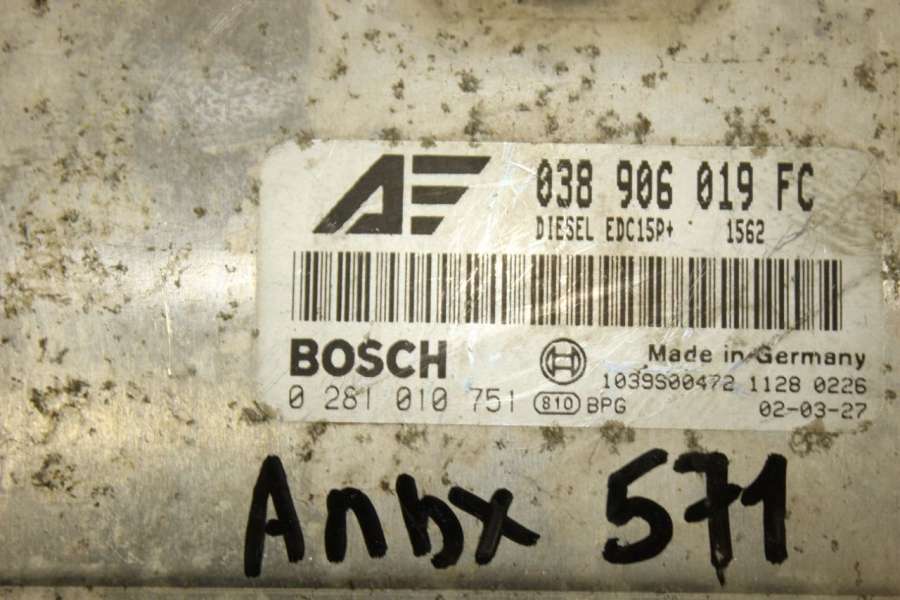 AF 038 906 019 FC
DIESEL EDC15P+ 1562
BOSCH Made in Germany
1039S00472 1128 0226
0 281 010 751 810 BPG 02-03-27
Anbx 571